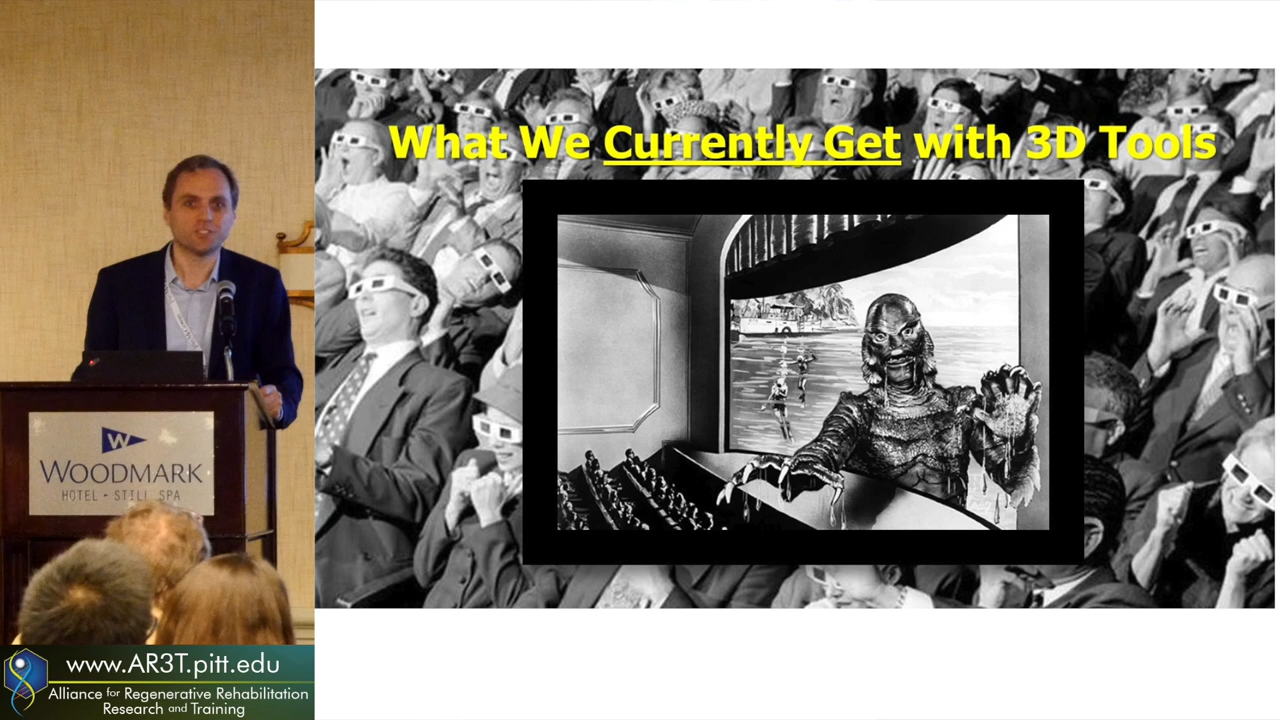 What We Currently Get with 3D Tools
W
WOODMARK
HOTEL • STILL SPA
www.AR3T.pitt.edu
Alliance for Regenerative Rehabilitation
Research and Training